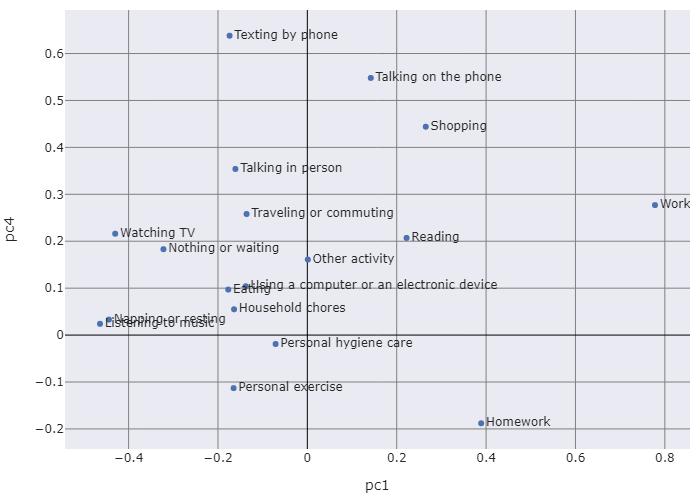 Texting by phone
0.6
Talking on the phone
0.5
Shopping
0.4
Talking in person
0.3
Traveling or commuting
Work
Watching TV
Reading
0.2
Nothing or waiting
Other activity
pc4
Using a computer or an electronic device
Eating
0.1
Household chores
Napping or resting
Listening to music
0
Personal hygiene care
−0.1
Personal exercise
Homework
−0.2
−0.4
−0.2
0
0.2
0.4
0.6
0.8
pc1